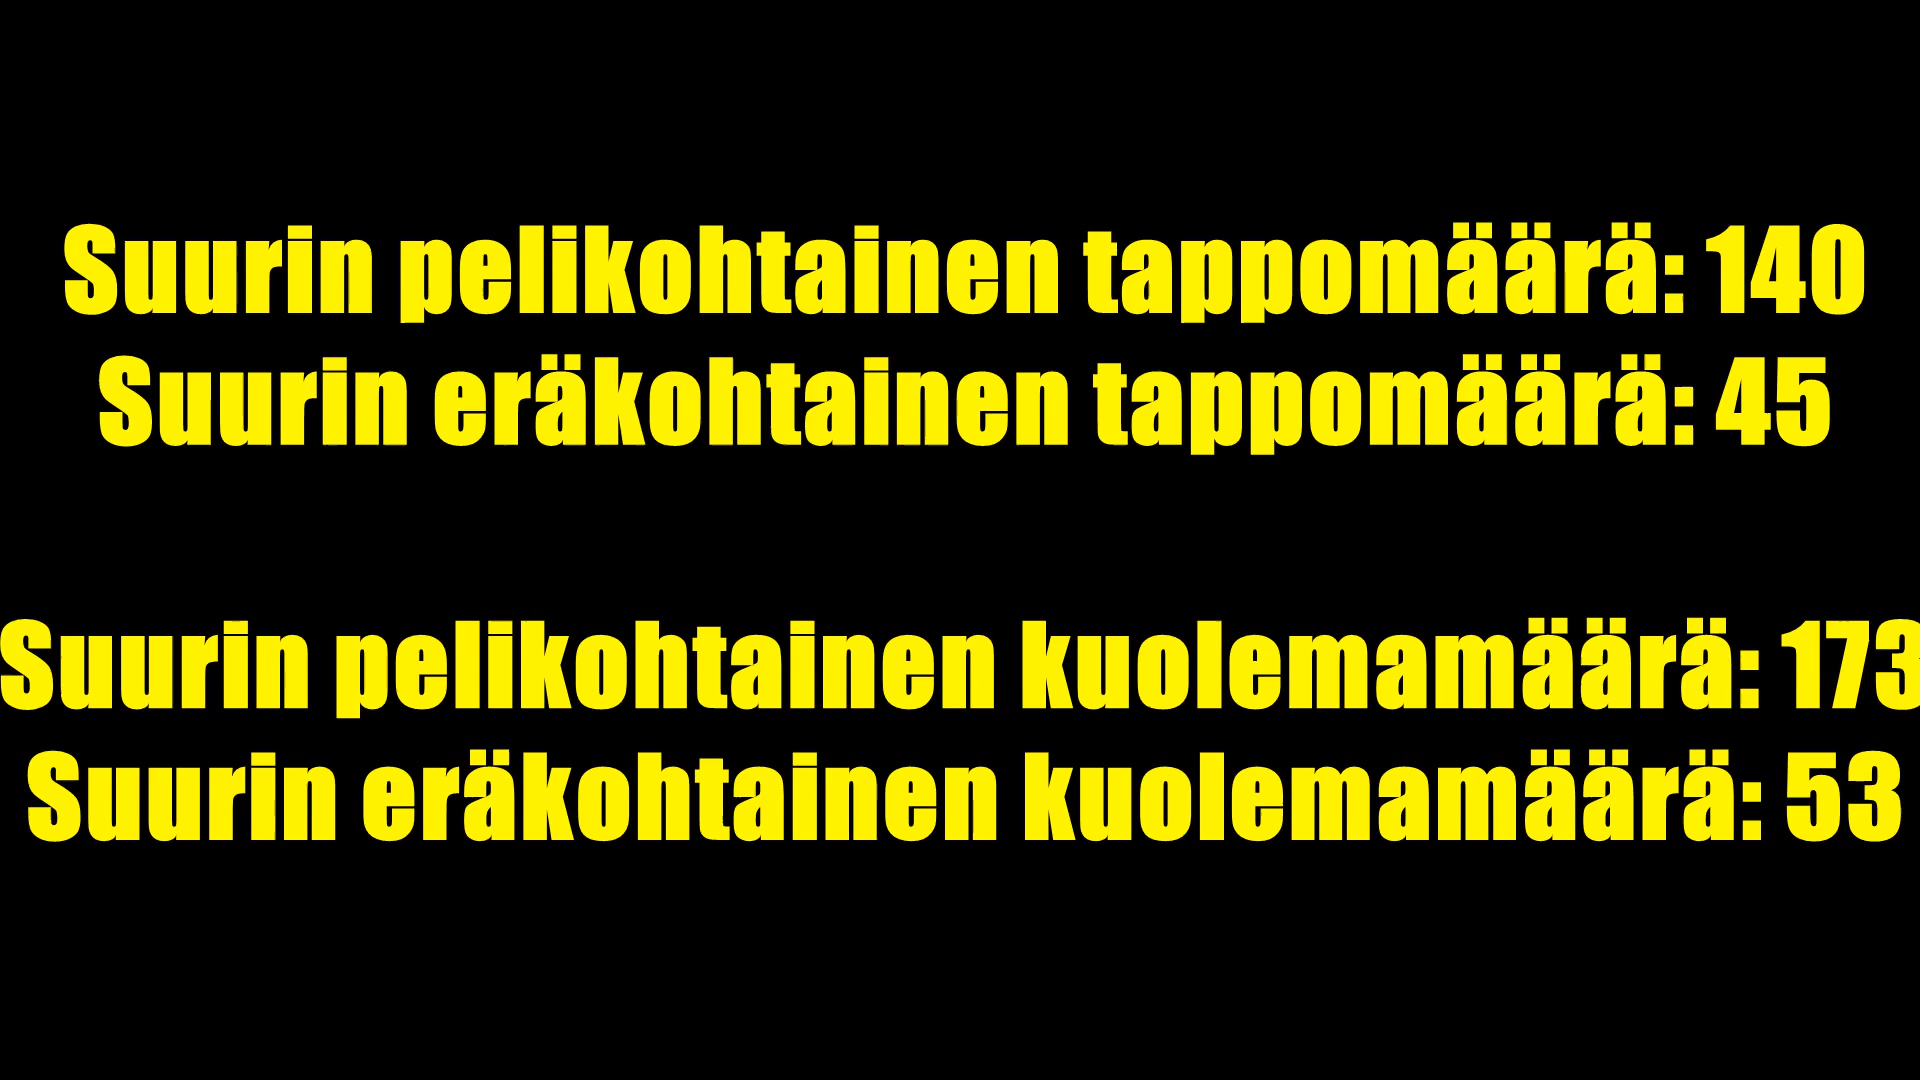 Suurin pelikohtainen tappomäärä: 140
Suurin eräkohtainen tappomäärä: 45
Suurin pelikohtainen kuolemamäärä: 173
Suurin eräkohtainen kuolemamäärä: 53